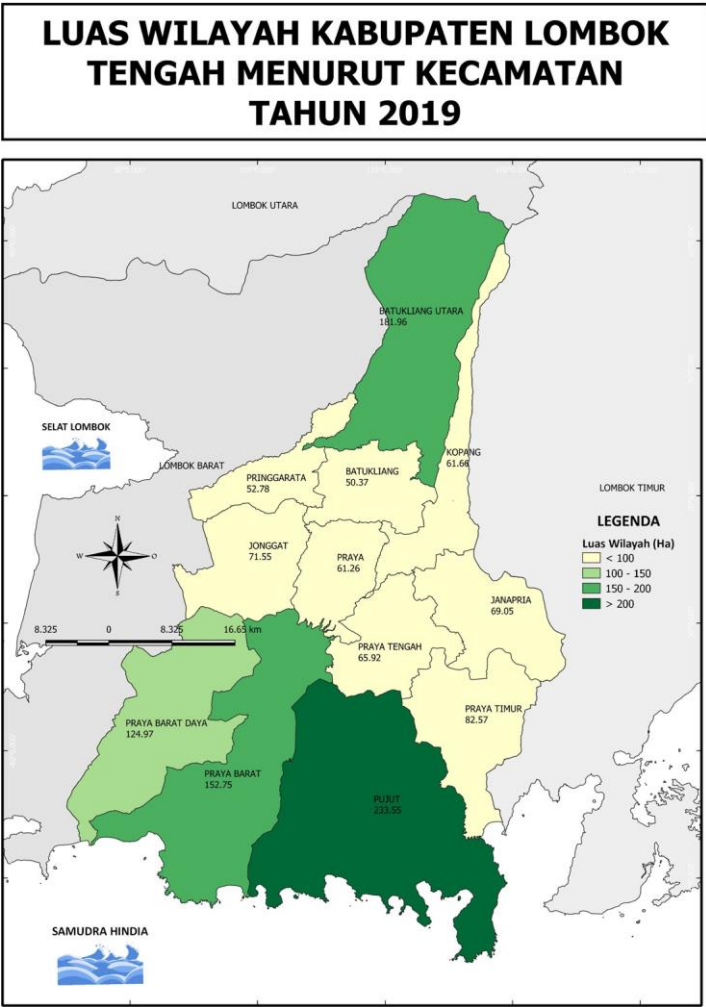 LUAS WILAYAH KABUPATEN LOMBOK
TENGAH MENURUT KECAMATAN
TAHUN 2019
LOMBOK UTARA
BATUKLIANG UTARA
181.96
SELAT LOMBOK
LOMBOK BARAT
KOPANG
61.66
PRINGGARATA
52.78
BATUKLIANG
50.37
LOMBOK TIMUR
LEGENDA
Luas Wilayah (Ha)
< 100
100 - 150
150 - 200
> 200
N
W
O
S
JONGGAT
71.55
PRAYA
61.26
JANAPRIA
69.05
8.325 0 8.325 16.65 km
PRAYA TENGAH
65.92
PRAYA TIMUR
82.57
PRAYA BARAT DAYA
124.97
PRAYA BARAT
152.75
PUJUT
233.55
SAMUDRA HINDIA